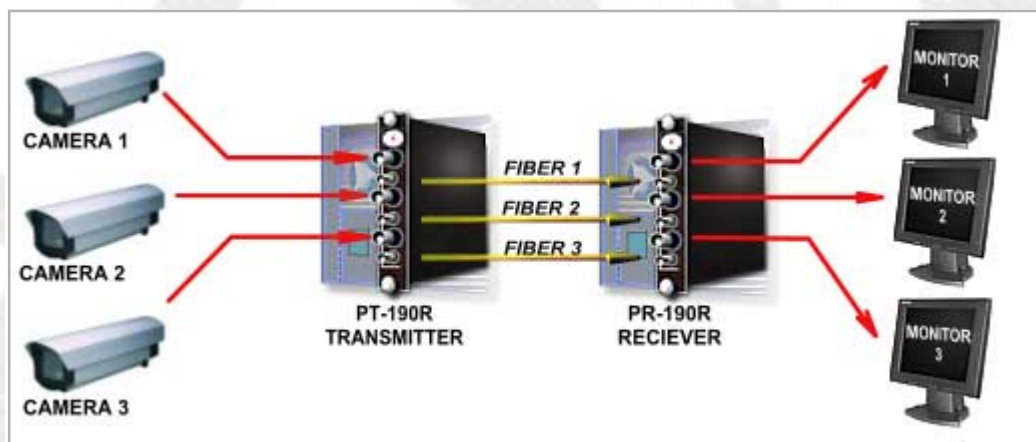 CAMERA 1
CAMERA 2
CAMERA 3
PT-190R
TRANSMITTER
FIBER 1
FIBER 2
FIBER 3
PR-190R
RECIEVER
MONITOR
1
MONITOR
2
MONITOR
3